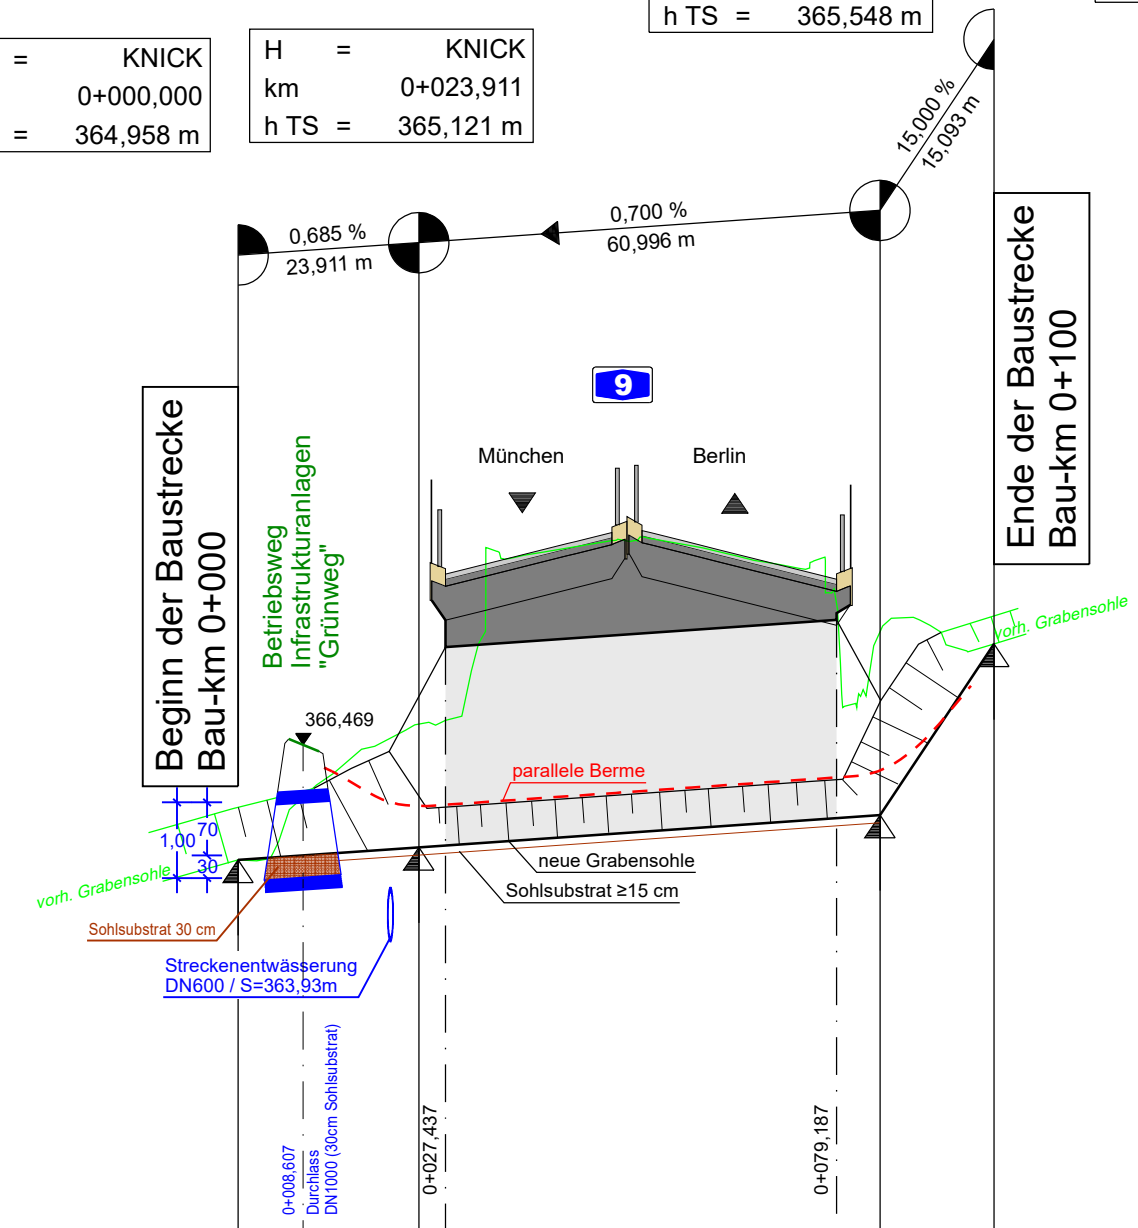 h TS = 365,548 m
= KNICK
0+000,000
= 364,958 m
H = KNICK
km 0+023,911
h TS = 365,121 m
15,000 %
15,093 m
0,685 %
23,911 m
0,700 %
60,996 m
Beginn der Baustrecke
Bau-km 0+000
Ende der Baustrecke
Bau-km 0+100
9
München
Berlin
Betriebsweg
Infrastrukturanlagen
"Grünweg"
366,469
parallele Berme
vorh. Grabensohle
vorh. Grabensohle
1,00
70
30
neue Grabensohle
Sohlsubstrat ≥15 cm
Sohlsubstrat 30 cm
Streckenentwässerung
DN600 / S=363,93m
0+008,607
Durchlass
DN1000 (30cm Sohlsubstrat)
0+027,437
0+079,187